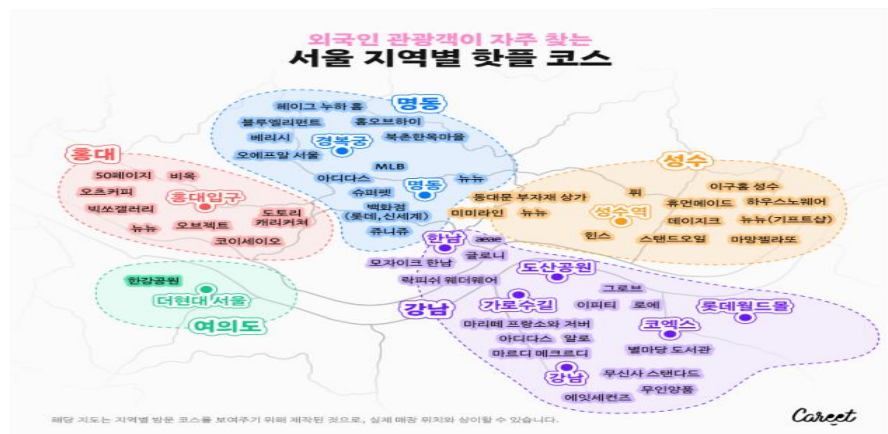 외국인 관광객이 자주 찾는
서울 지역별 핫플 코스
명동
헤이그 누하 홈
블루엘리펀트
홈오브하이
베리시
북촌한옥마을
경복궁
오에프알 서울
MLB
아디다스
뉴뉴
슈퍼펫
명동
백화점
(롯데,신세계)
쥬니쥬
홍대
50페이지
비옥
오츠커피
홍대입구
빅쏘갤러리
도토리
캐리커쳐
뉴뉴
오브젝트
코이세이오
성수
이구홈 성수
동대문 부자재 상가
튐
휴먼메이드
하우스노웨어
미미라인
뉴뉴
성수역
데이지크
뉴뉴(기프트샵)
힌스
스탠드오일
마망젤라또
한강공원
더현대 서울
여의도
한남
aeae
글로니
모자이크 한남
락피쉬 웨더웨어
강남
도산공원
그로브
가로수길
이피티
로에
롯데월드몰
마리떼 프랑소와 저버
코엑스
아디다스
알로
별마당 도서관
마르디 메크르디
강남
무신사 스탠다드
무인양품
에잇세컨즈
해당 지도는 지역별 방문 코스를 보여주기 위해 제작된 것으로, 실제 매장 위치와 상이할 수 있습니다.
Careet